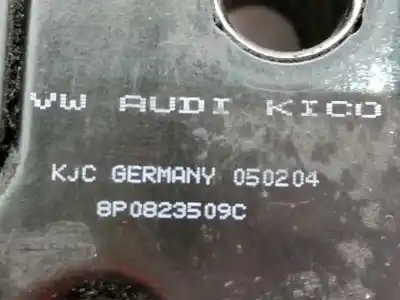 VW AUDI KICO
KJC GERMANY 050204
8P0823509C